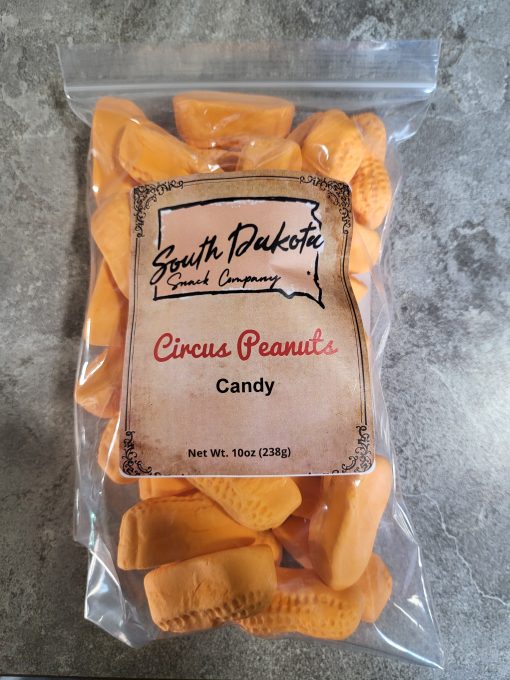 South Dakota
Snack Company
Circus Peanuts
Candy
Net Wt. 10oz (238g)